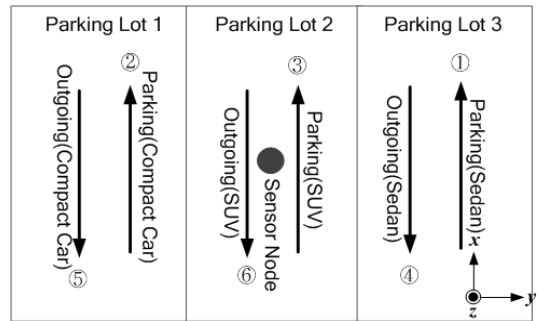 Parking Lot 1
Parking Lot 2
Parking Lot 3
②
③
①
Outgoing(Compact Car)
Parking(Compact Car)
Outgoing(SUV)
Sensor Node
Parking(SUV)
Outgoing(Sedan)
Parking(Sedan)
⑤
⑥
④
x
y
z